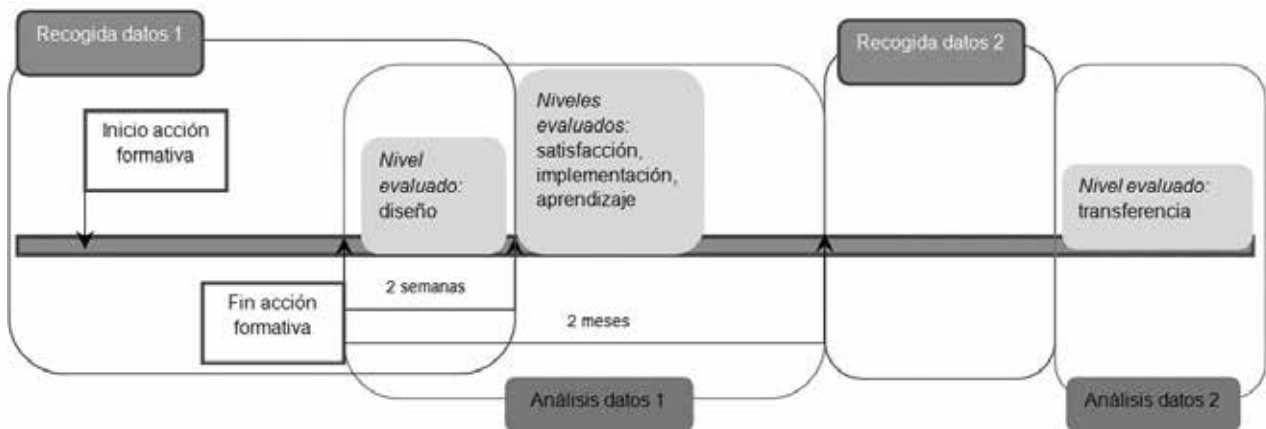 Recogida datos 1
Recogida datos 2
Inicio acción
formativa
Nivel
evaluado:
diseño
Niveles
evaluados:
satisfacción,
implementación,
aprendizaje
Nivel evaluado:
transferencia
Fin acción
formativa
2 semanas
2 meses
Análisis datos 1
Análisis datos 2